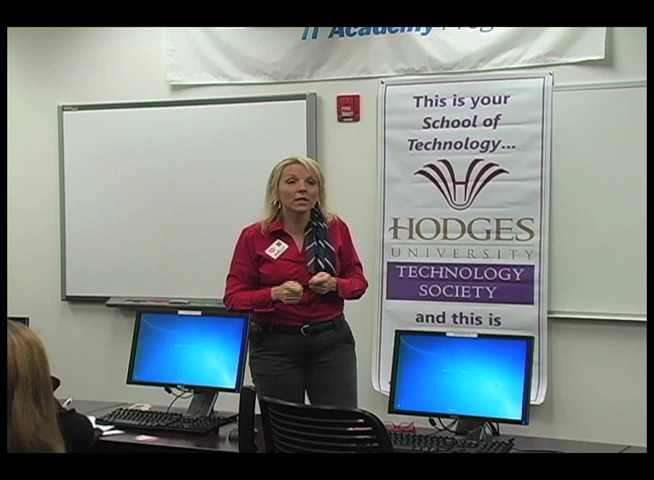 IT Academy
This is your
School of
Technology...
HODGES
UNIVERSITY
TECHNOLOGY
SOCIETY
and this is